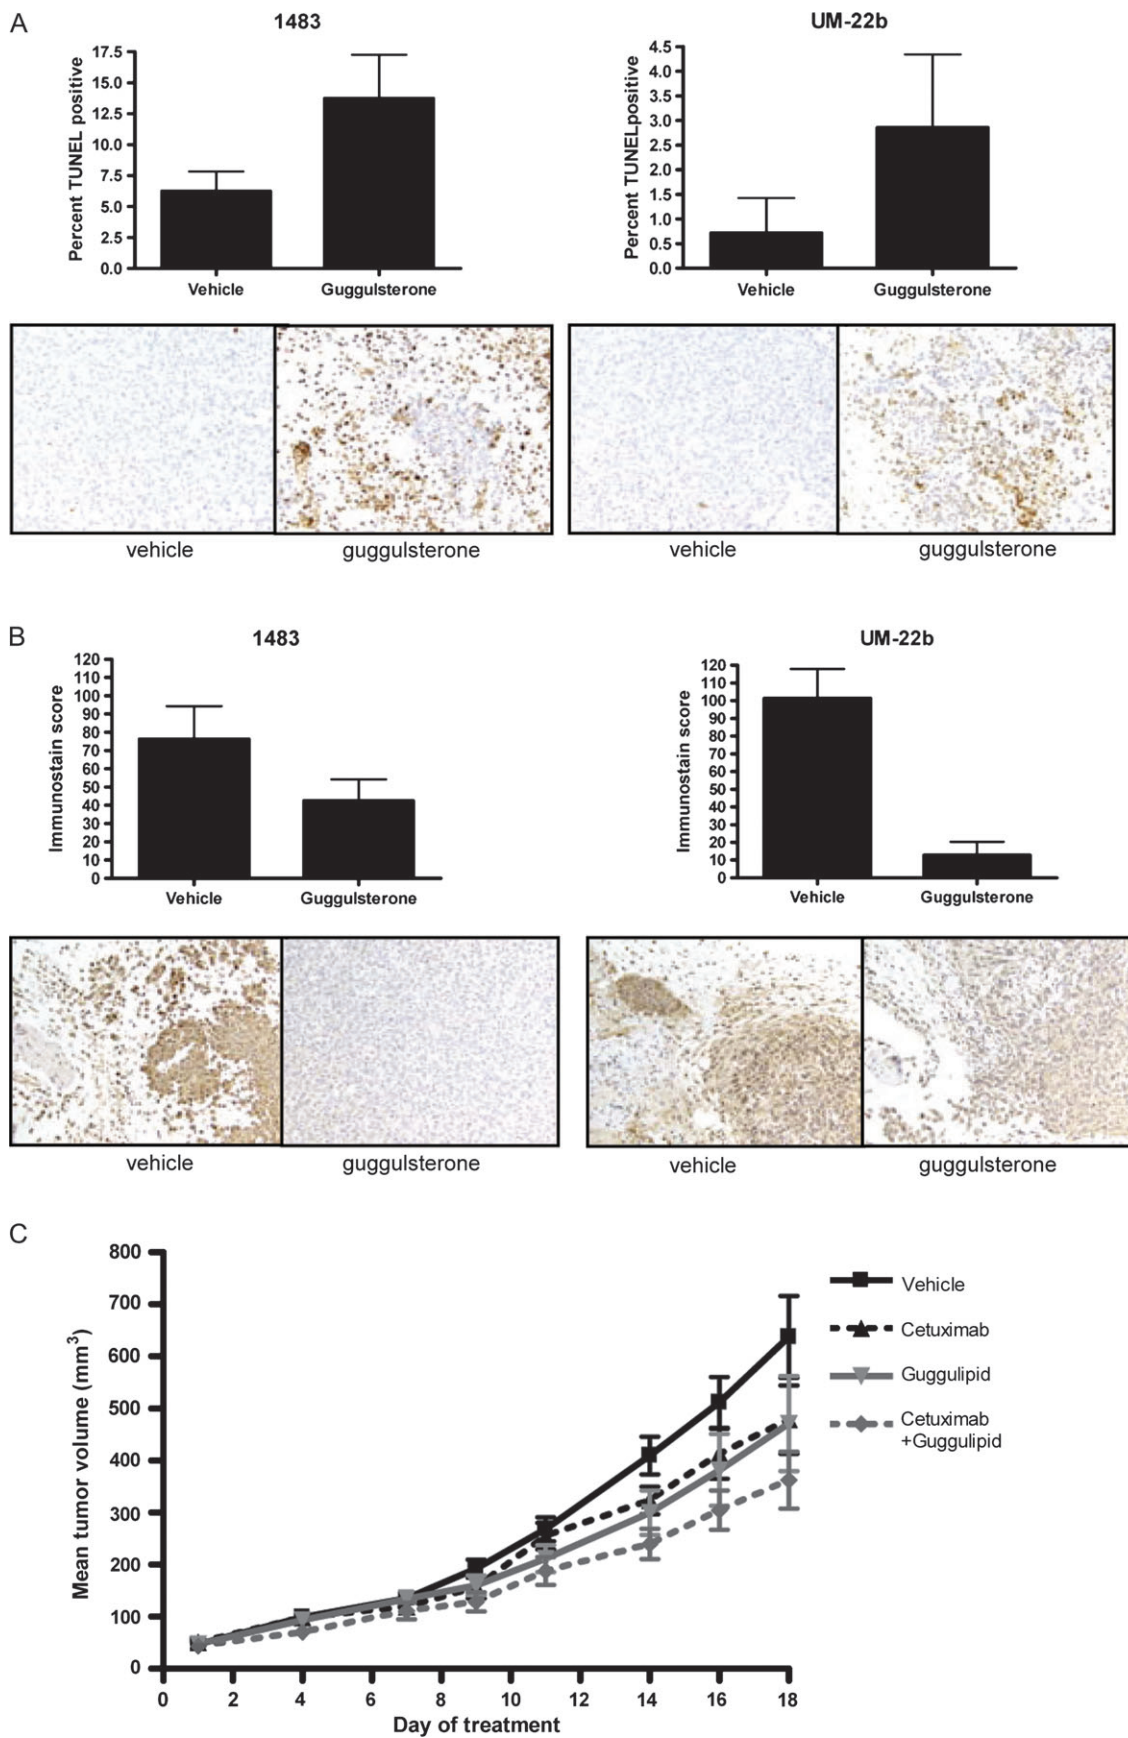 A
1483
UM-22b
Percent TUNEL positive
17.5
15.0
12.5
10.0
7.5
5.0
2.5
0.0
Vehicle
Guggulsterone
Percent TUNELpositive
4.5
4.0
3.5
3.0
2.5
2.0
1.5
1.0
0.5
0.0
Vehicle
Guggulsterone
vehicle
guggulsterone
vehicle
guggulsterone
B
1483
UM-22b
Immunostain score
120
110
100
90
80
70
60
50
40
30
20
10
0
Vehicle
Guggulsterone
Immunostain score
120
110
100
90
80
70
60
50
40
30
20
10
0
Vehicle
Guggulsterone
vehicle
guggulsterone
vehicle
guggulsterone
C
Mean tumor volume (mm³)
800
700
600
500
400
300
200
100
0
0 2 4 6 8 10 12 14 16 18
Day of treatment
Vehicle
Cetuximab
Guggulipid
Cetuximab
+Guggulipid